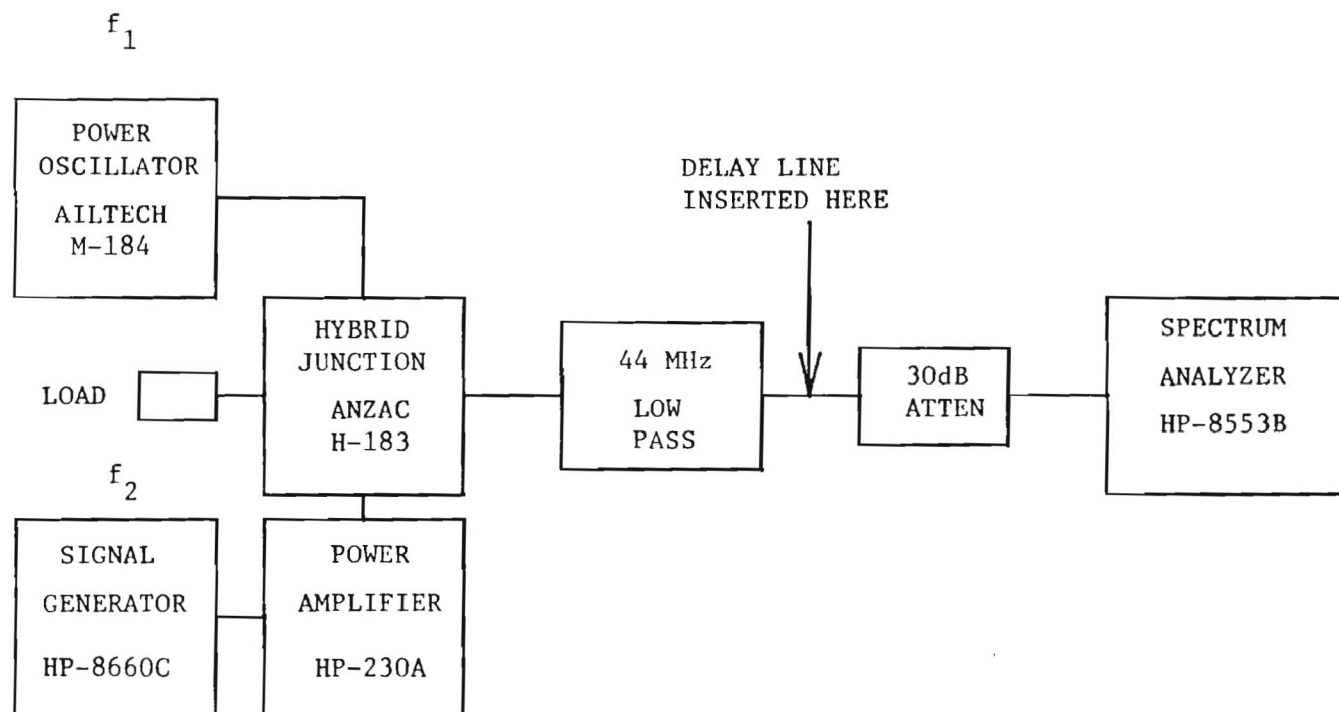 f1
POWER
OSCILLATOR
AILTECH
M-184
DELAY LINE
INSERTED HERE
LOAD
HYBRID
JUNCTION
ANZAC
H-183
44 MHz
LOW
PASS
30dB
ATTEN
SPECTRUM
ANALYZER
HP-8553B
f2
SIGNAL
GENERATOR
HP-8660C
POWER
AMPLIFIER
HP-230A